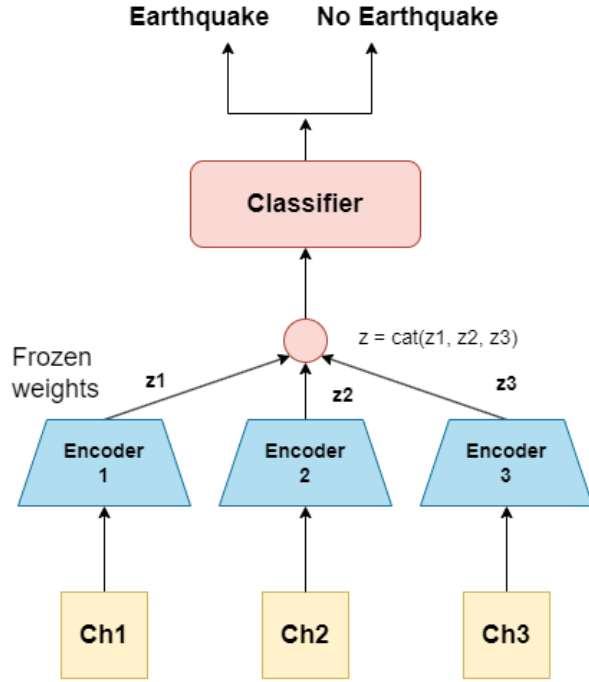 Earthquake No Earthquake
Classifier
z = cat(z1, z2, z3)
Frozen
weights
z1
z2
z3
Encoder
1
Encoder
2
Encoder
3
Ch1
Ch2
Ch3